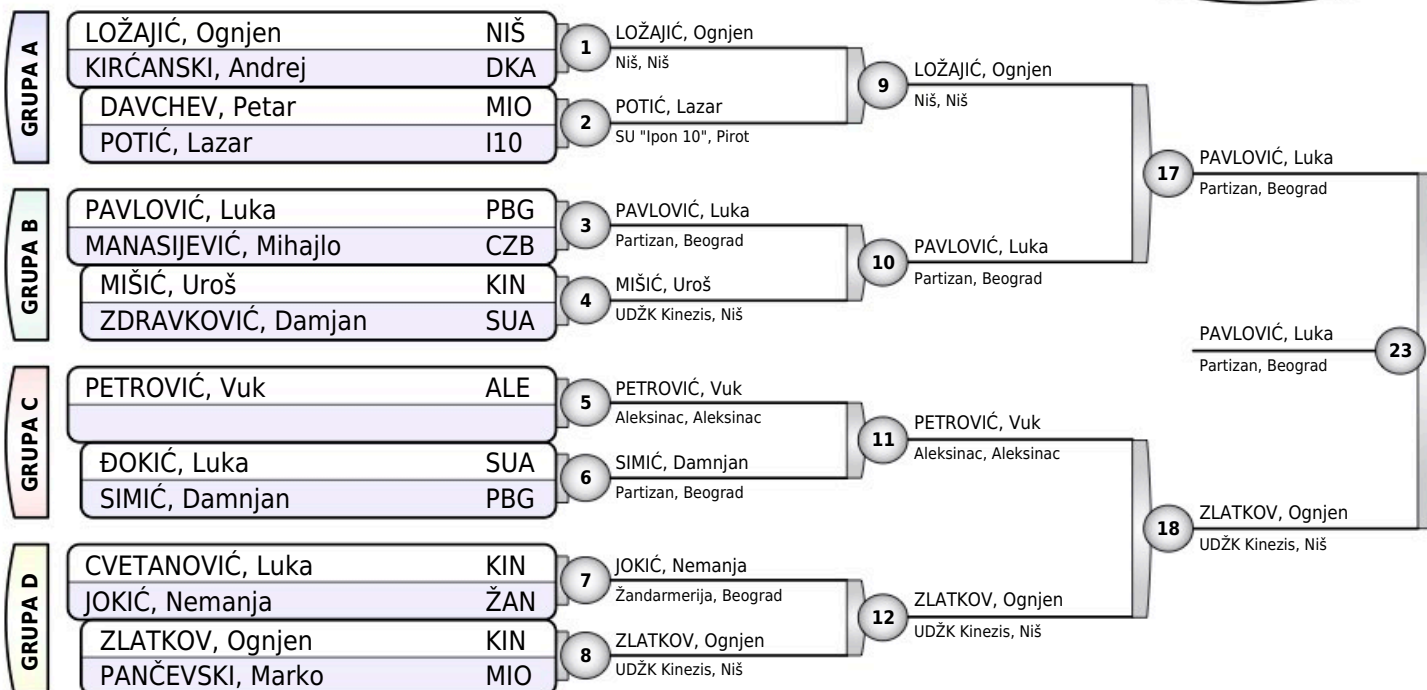 GRUPA A
LOŽAJIĆ, Ognjen NIŠ
KIRĆANSKI, Andrej DKA
DAVCHEV, Petar MIO
POTIĆ, Lazar I10
1
LOŽAJIĆ, Ognjen
Niš, Niš
2
POTIĆ, Lazar
SU "Ipon 10", Pirot
9
LOŽAJIĆ, Ognjen
Niš, Niš
GRUPA B
PAVLOVIĆ, Luka PBG
MANASIJEVIĆ, Mihajlo CZB
MIŠIĆ, Uroš KIN
ZDRAVKOVIĆ, Damjan SUA
3
PAVLOVIĆ, Luka
Partizan, Beograd
4
MIŠIĆ, Uroš
UDŽK Kinezis, Niš
10
PAVLOVIĆ, Luka
Partizan, Beograd
17
PAVLOVIĆ, Luka
Partizan, Beograd
GRUPA C
PETROVIĆ, Vuk ALE
ĐOKIĆ, Luka SUA
SIMIĆ, Damnjan PBG
5
PETROVIĆ, Vuk
Aleksinac, Aleksinac
6
SIMIĆ, Damnjan
Partizan, Beograd
11
PETROVIĆ, Vuk
Aleksinac, Aleksinac
GRUPA D
CVETANOVIĆ, Luka KIN
JOKIĆ, Nemanja ŽAN
ZLATKOV, Ognjen KIN
PANČEVSKI, Marko MIO
7
JOKIĆ, Nemanja
Žandarmerija, Beograd
8
ZLATKOV, Ognjen
UDŽK Kinezis, Niš
12
ZLATKOV, Ognjen
UDŽK Kinezis, Niš
18
ZLATKOV, Ognjen
UDŽK Kinezis, Niš
PAVLOVIĆ, Luka
Partizan, Beograd
23